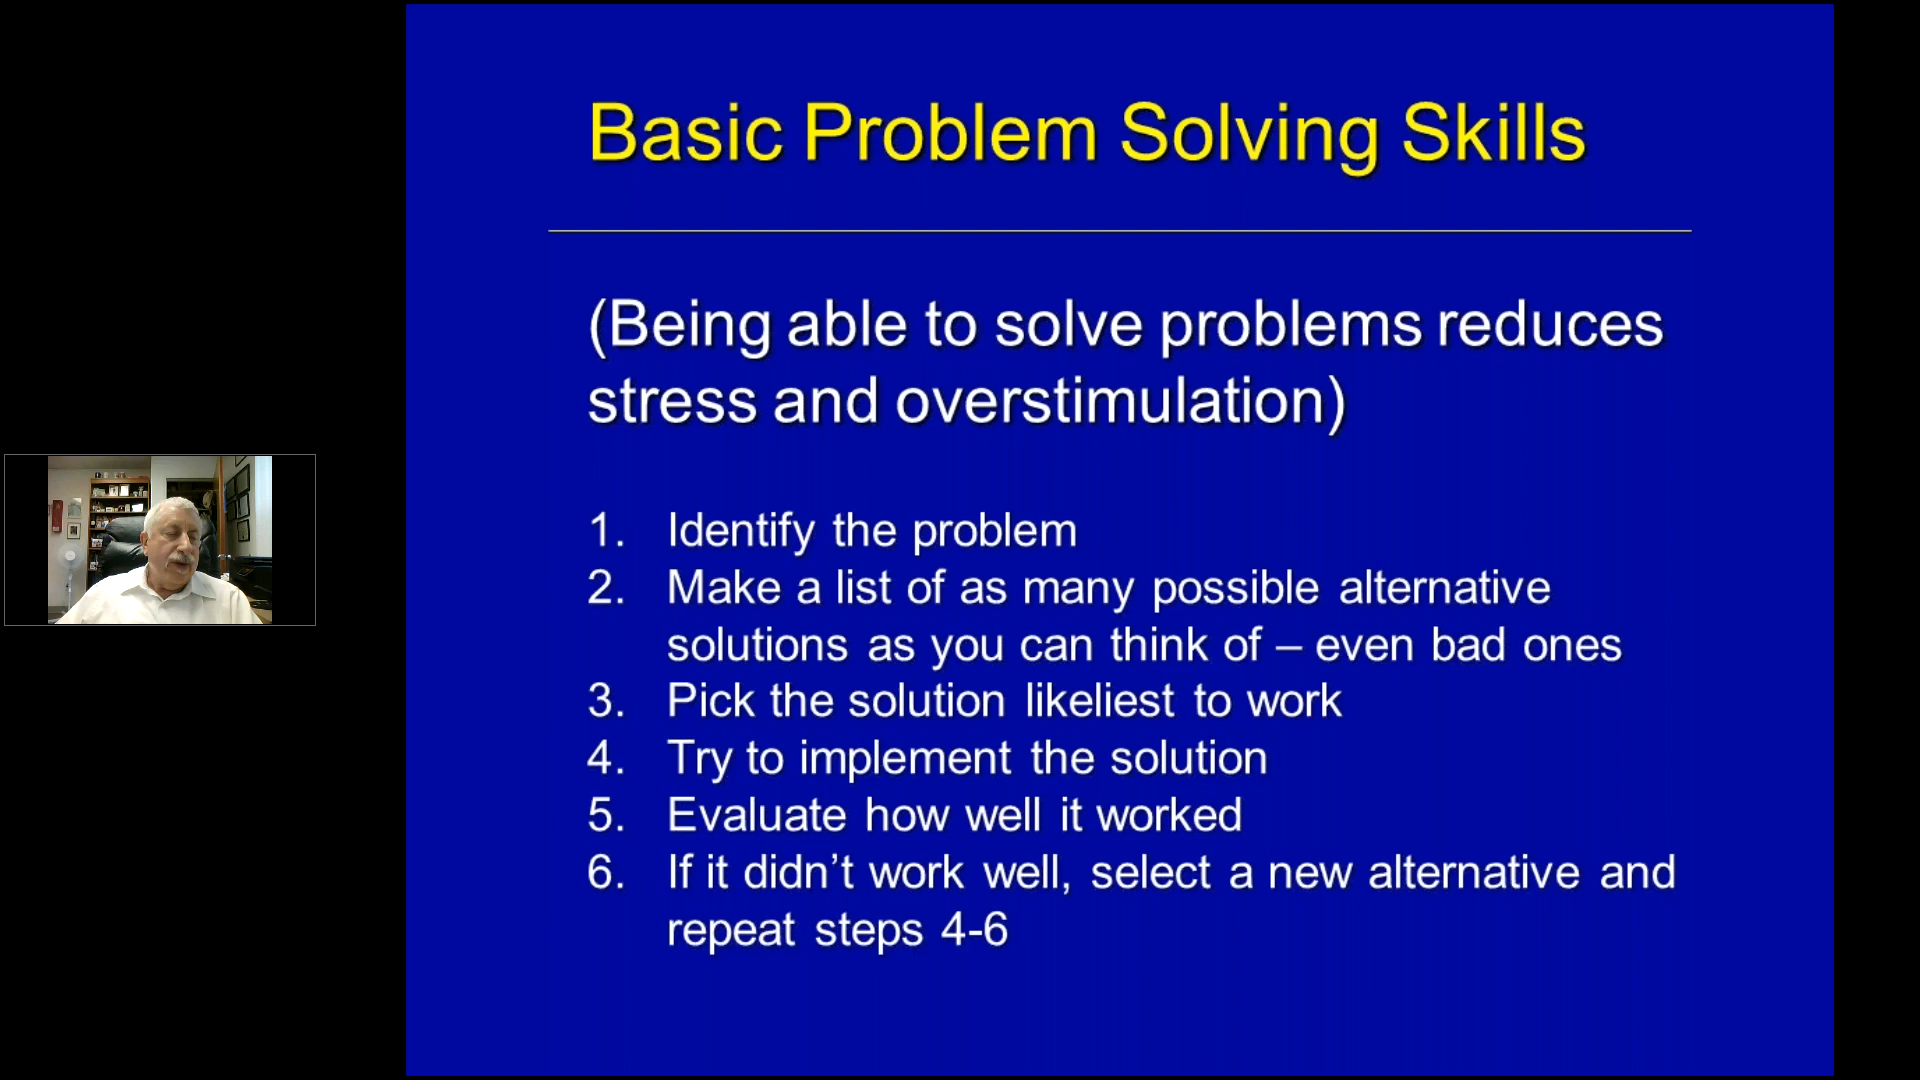 Basic Problem Solving Skills
(Being able to solve problems reduces
stress and overstimulation)
1. Identify the problem
2. Make a list of as many possible alternative
solutions as you can think of – even bad ones
3. Pick the solution likeliest to work
4. Try to implement the solution
5. Evaluate how well it worked
6. If it didn’t work well, select a new alternative and
repeat steps 4-6